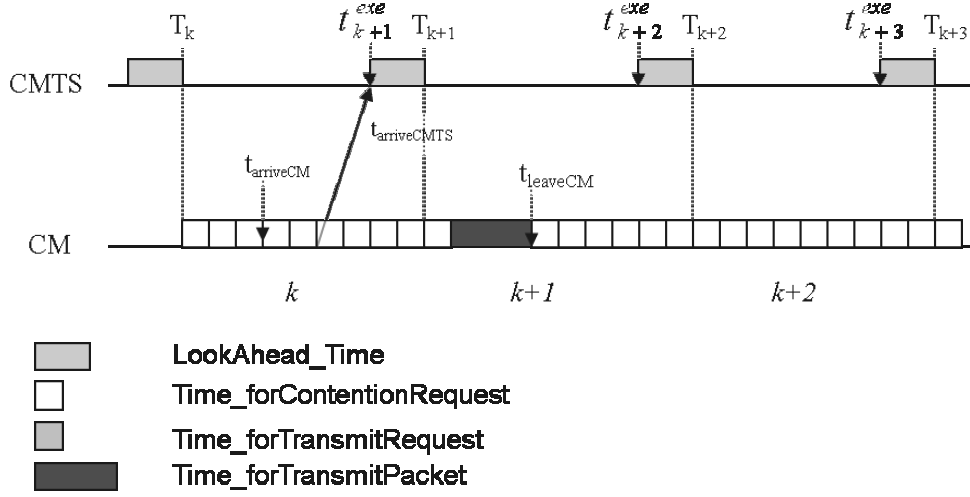 T_k t^exe_k+1 T_k+1 t^exe_k+2 T_k+2 t^exe_k+3 T_k+3
CMTS
t_arriveCMTS
t_arriveCM t_leaveCM
CM
k k+1 k+2
LookAhead_Time
Time_forContentionRequest
Time_forTransmitRequest
Time_forTransmitPacket